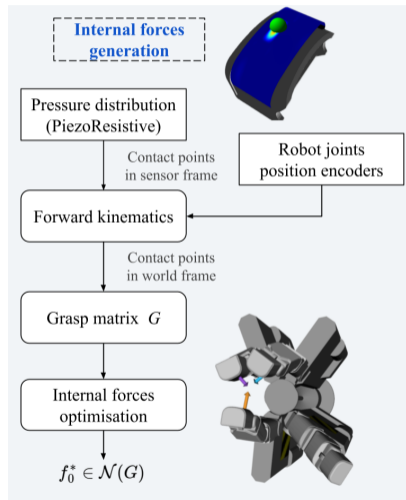 Internal forces
generation
Pressure distribution
(PiezoResistive)
Contact points
in sensor frame
Robot joints
position encoders
Forward kinematics
Contact points
in world frame
Grasp matrix G
Internal forces
optimisation
f₀* ∈ 𝒩(G)